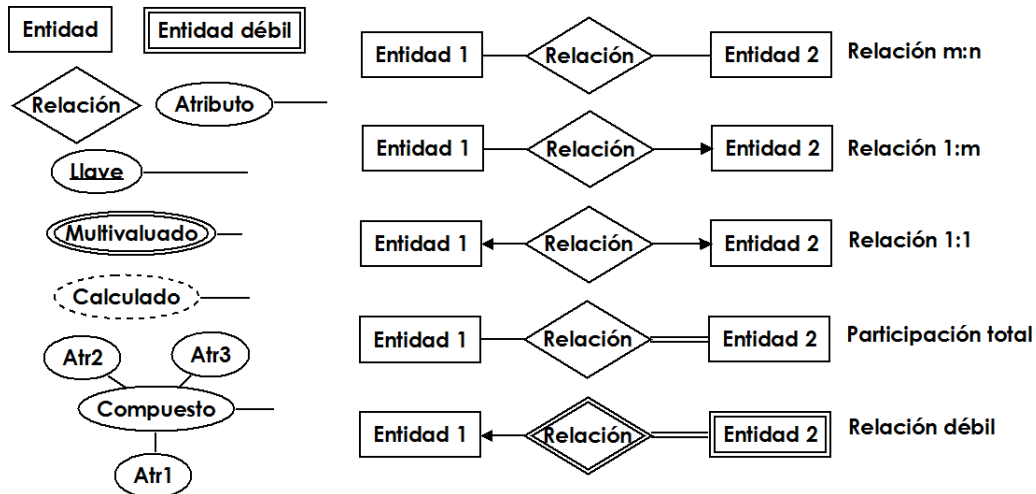 Entidad
Entidad débil
Relación
Atributo
Llave
Multivaluado
Calculado
Atr2
Atr3
Compuesto
Atr1
Entidad 1
Relación
Entidad 2
Relación m:n
Entidad 1
Relación
Entidad 2
Relación 1:m
Entidad 1
Relación
Entidad 2
Relación 1:1
Entidad 1
Relación
Entidad 2
Participación total
Entidad 1
Relación
Entidad 2
Relación débil